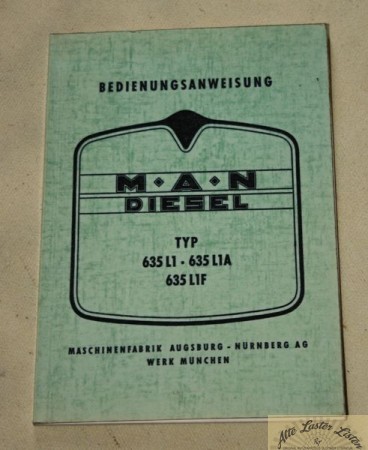 BEDIENUNGSANWEISUNG
M·A·N
DIESEL
TYP
635 L1 · 635 L1A
635 L1F
MASCHINENFABRIK AUGSBURG - NÜRNBERG AG
WERK MÜNCHEN
Alte Laster Listen